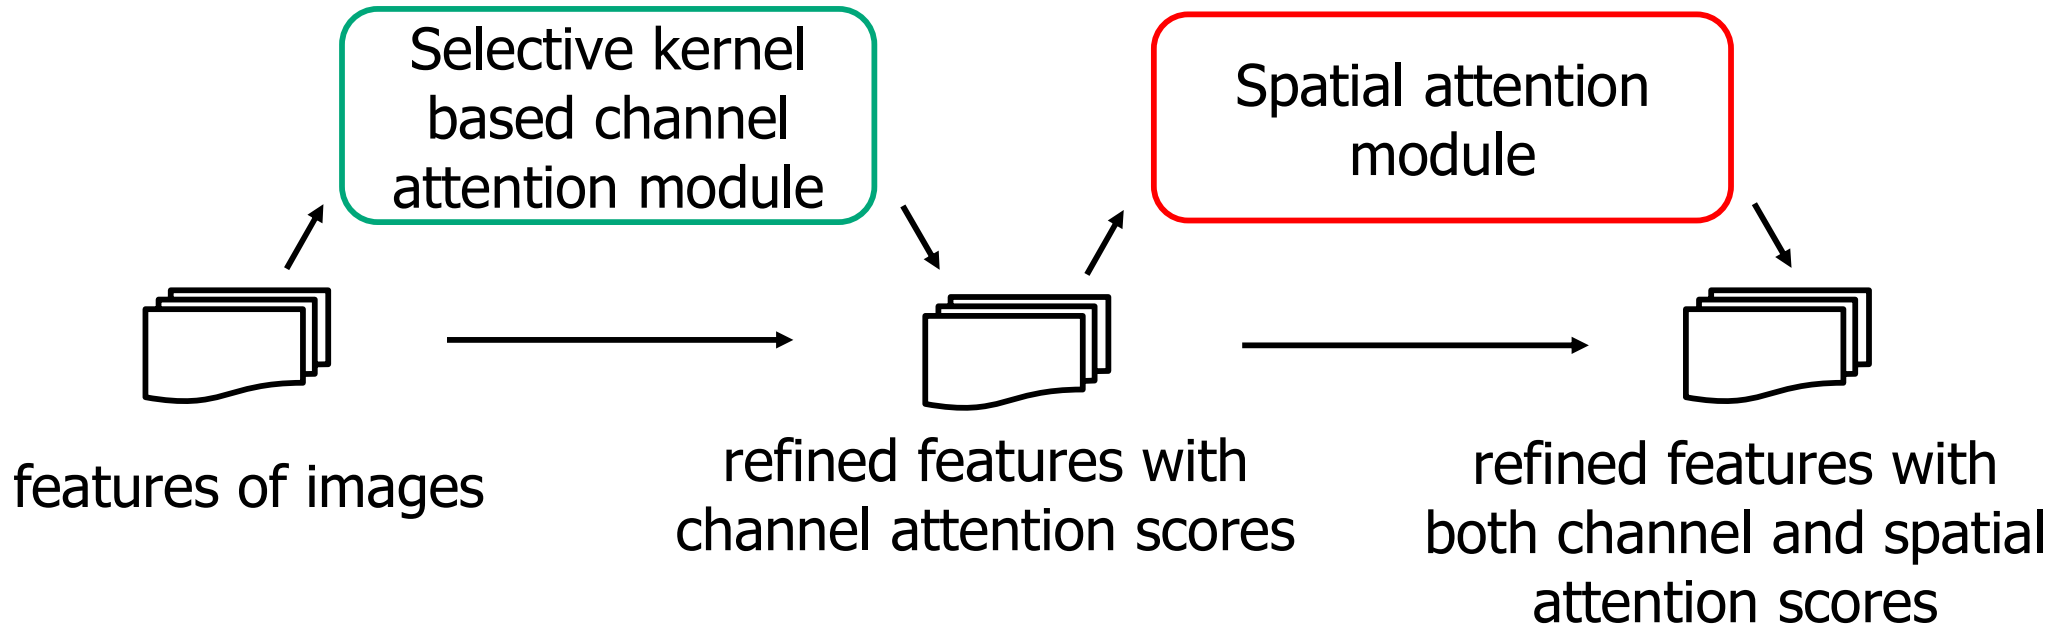 Selective kernel
based channel
attention module
Spatial attention
module
features of images
refined features with
channel attention scores
refined features with
both channel and spatial
attention scores